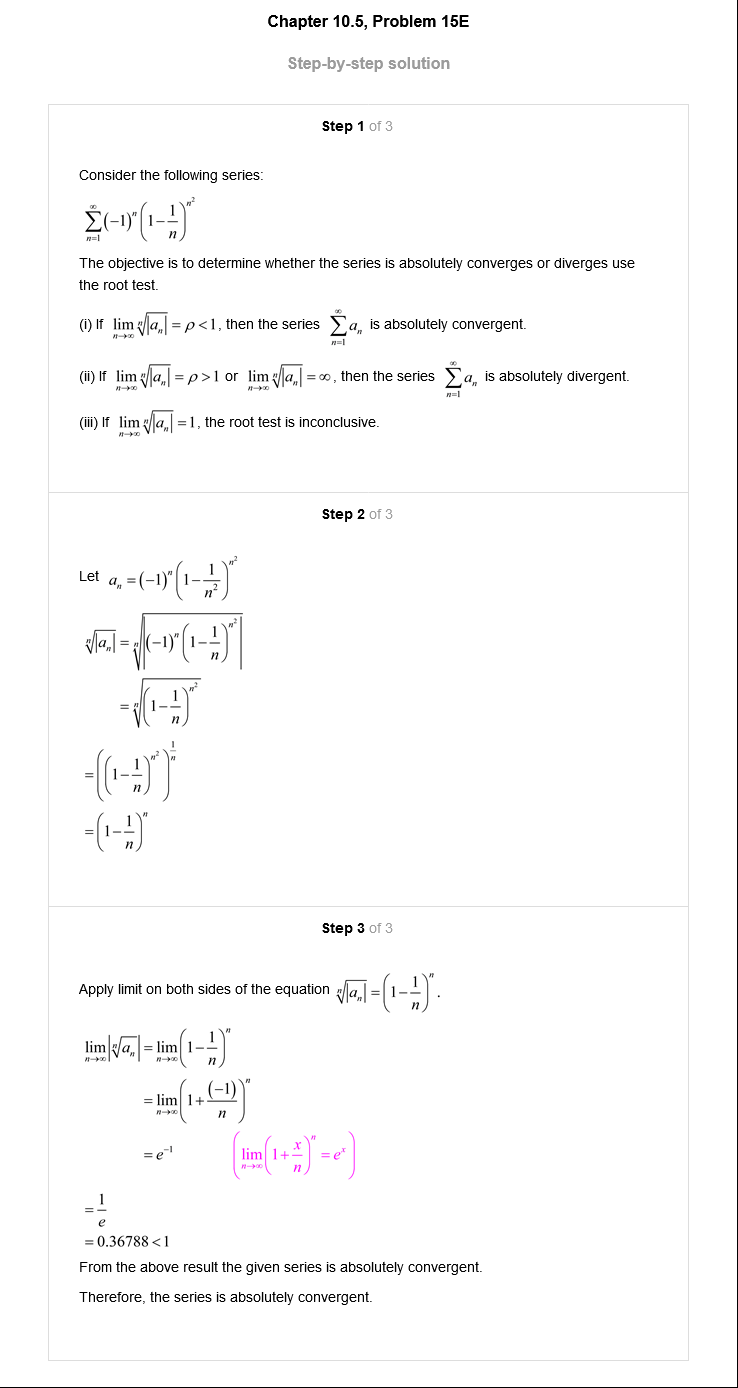 Chapter 10.5, Problem 15E
Step-by-step solution
Step 1 of 3
Consider the following series:
$\sum_{n=1}^{\infty}(-1)^n\left(1-\frac{1}{n}\right)^{n^2}$
The objective is to determine whether the series is absolutely converges or diverges use
the root test.
(i) If $\lim_{n\to\infty}\sqrt[n]{|a_n|}=\rho<1$, then the series $\sum_{n=1}^{\infty}a_n$ is absolutely convergent.
(ii) If $\lim_{n\to\infty}\sqrt[n]{|a_n|}=\rho>1$ or $\lim_{n\to\infty}\sqrt[n]{|a_n|}=\infty$, then the series $\sum_{n=1}^{\infty}a_n$ is absolutely divergent.
(iii) If $\lim_{n\to\infty}\sqrt[n]{|a_n|}=1$, the root test is inconclusive.
Step 2 of 3
Let $a_n=(-1)^n\left(1-\frac{1}{n^2}\right)^{n^2}$
$\sqrt[n]{|a_n|}=\sqrt[n]{\left|(-1)^n\left(1-\frac{1}{n}\right)^{n^2}\right|}$
$=\sqrt[n]{\left(1-\frac{1}{n}\right)^{n^2}}$
$=\left(\left(1-\frac{1}{n}\right)^{n^2}\right)^{\frac{1}{n}}$
$=\left(1-\frac{1}{n}\right)^n$
Step 3 of 3
Apply limit on both sides of the equation $\sqrt[n]{|a_n|}=\left(1-\frac{1}{n}\right)^n$.
$\lim_{n\to\infty}\left|\sqrt[n]{a_n}\right|=\lim_{n\to\infty}\left(1-\frac{1}{n}\right)^n$
$=\lim_{n\to\infty}\left(1+\frac{(-1)}{n}\right)^n$
$=e^{-1}$ $\left(\lim_{n\to\infty}\left(1+\frac{x}{n}\right)^n=e^x\right)$
$=\frac{1}{e}$
$=0.36788<1$
From the above result the given series is absolutely convergent.
Therefore, the series is absolutely convergent.